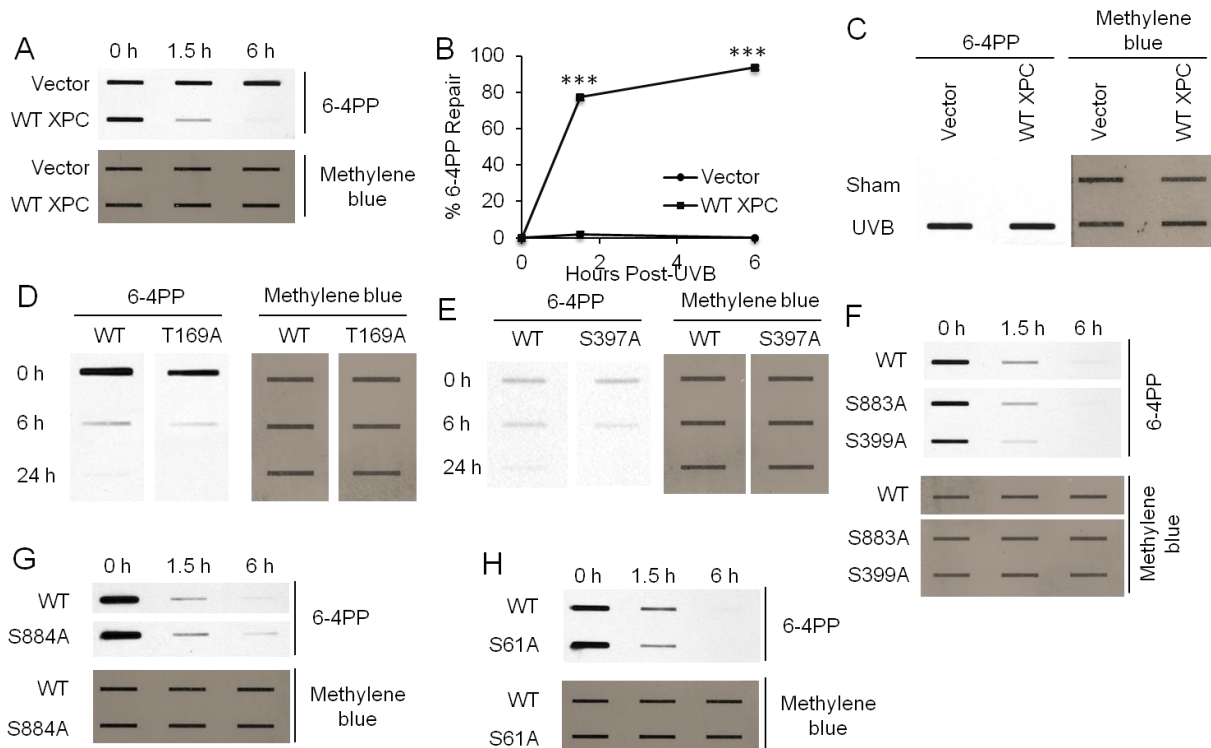 A
0 h 1.5 h 6 h
Vector
WT XPC
6-4PP
Vector
WT XPC
Methylene
blue
B
% 6-4PP Repair
100
80
60
40
20
0
***
***
Vector
WT XPC
0 2 4 6
Hours Post-UVB
C
6-4PP
Methylene
blue
Vector
WT XPC
Vector
WT XPC
Sham
UVB
D
6-4PP
Methylene blue
WT T169A WT T169A
0 h
6 h
24 h
E
6-4PP
Methylene blue
WT S397A WT S397A
0 h
6 h
24 h
F
0 h 1.5 h 6 h
WT
S883A
S399A
6-4PP
WT
S883A
S399A
Methylene
blue
G
0 h 1.5 h 6 h
WT
S884A
6-4PP
WT
S884A
Methylene
blue
H
0 h 1.5 h 6 h
WT
S61A
6-4PP
WT
S61A
Methylene
blue